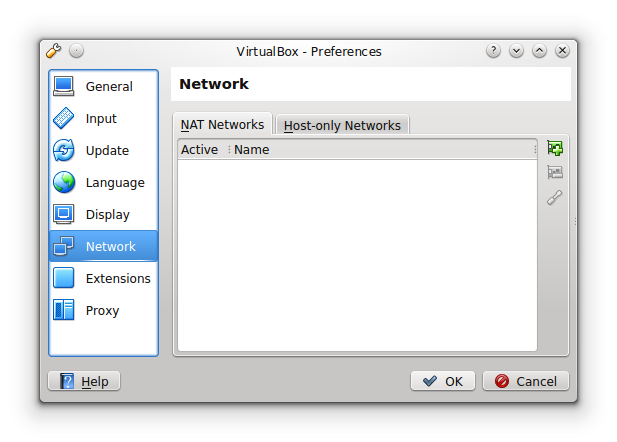 VirtualBox - Preferences
General
Input
Update
Language
Display
Network
Extensions
Proxy
Network
NAT Networks
Host-only Networks
Active Name
Help
OK
Cancel